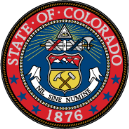 STATE OF COLORADO
NIL SINE NUMINE
1876